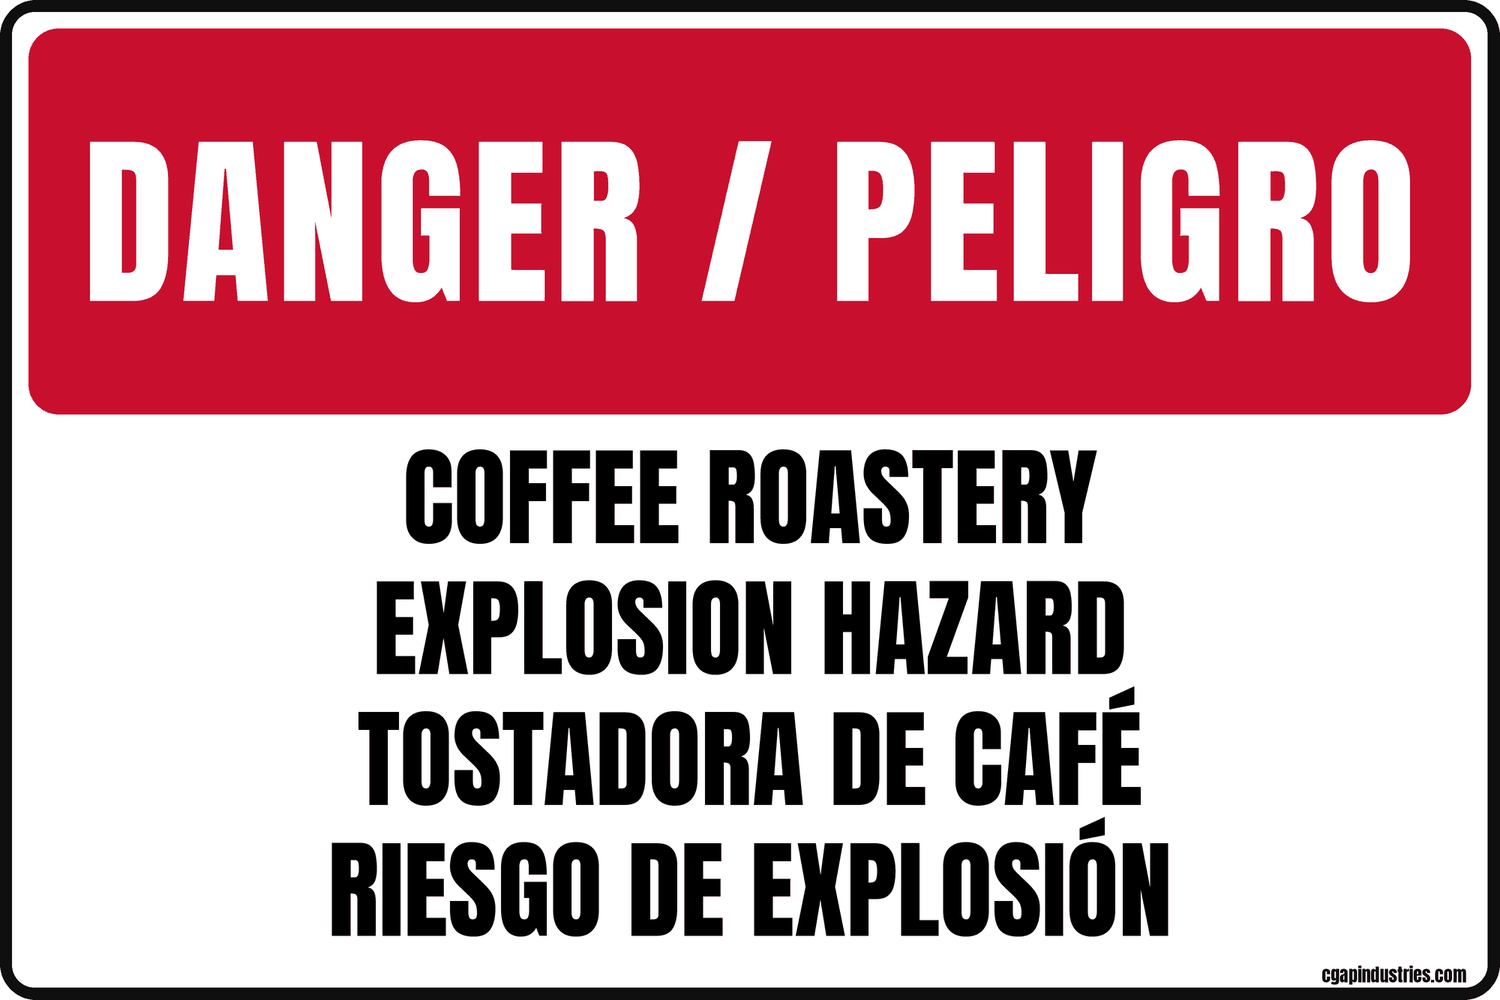 DANGER / PELIGRO
COFFEE ROASTERY
EXPLOSION HAZARD
TOSTADORA DE CAFÉ
RIESGO DE EXPLOSIÓN
cgapindustries.com